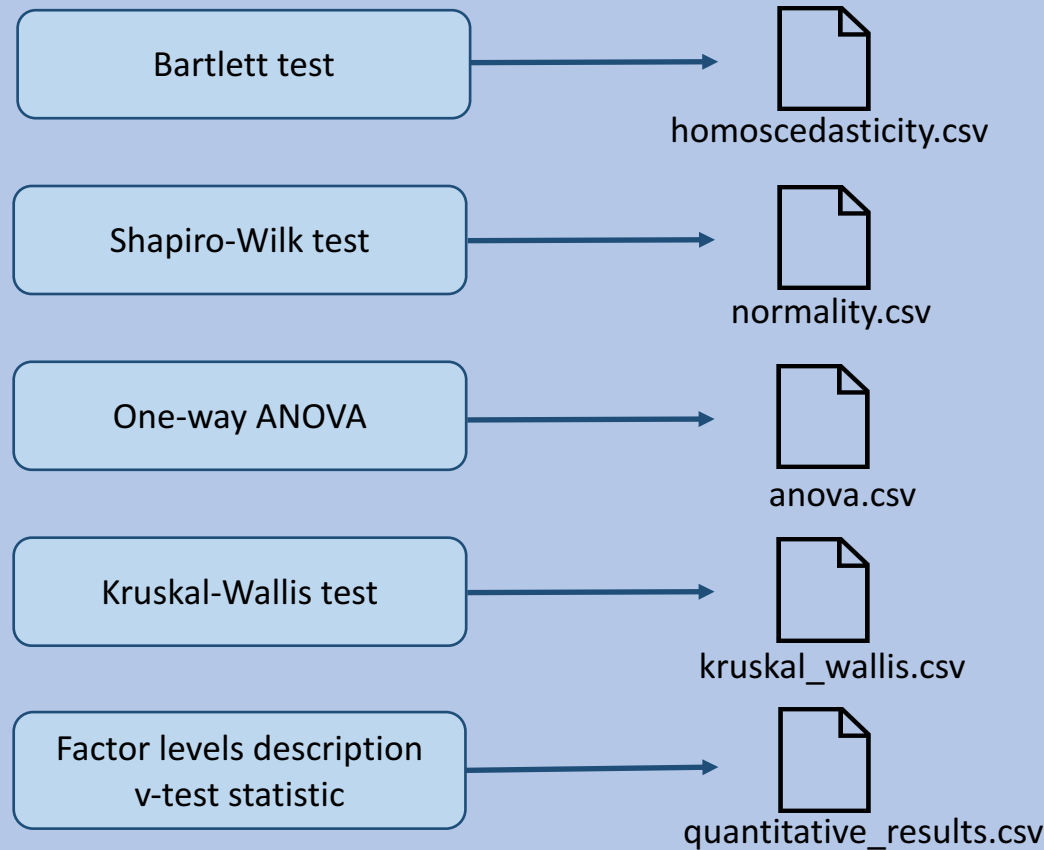 Bartlett test
homoscedasticity.csv
Shapiro-Wilk test
normality.csv
One-way ANOVA
anova.csv
Kruskal-Wallis test
kruskal_wallis.csv
Factor levels description
v-test statistic
quantitative_results.csv